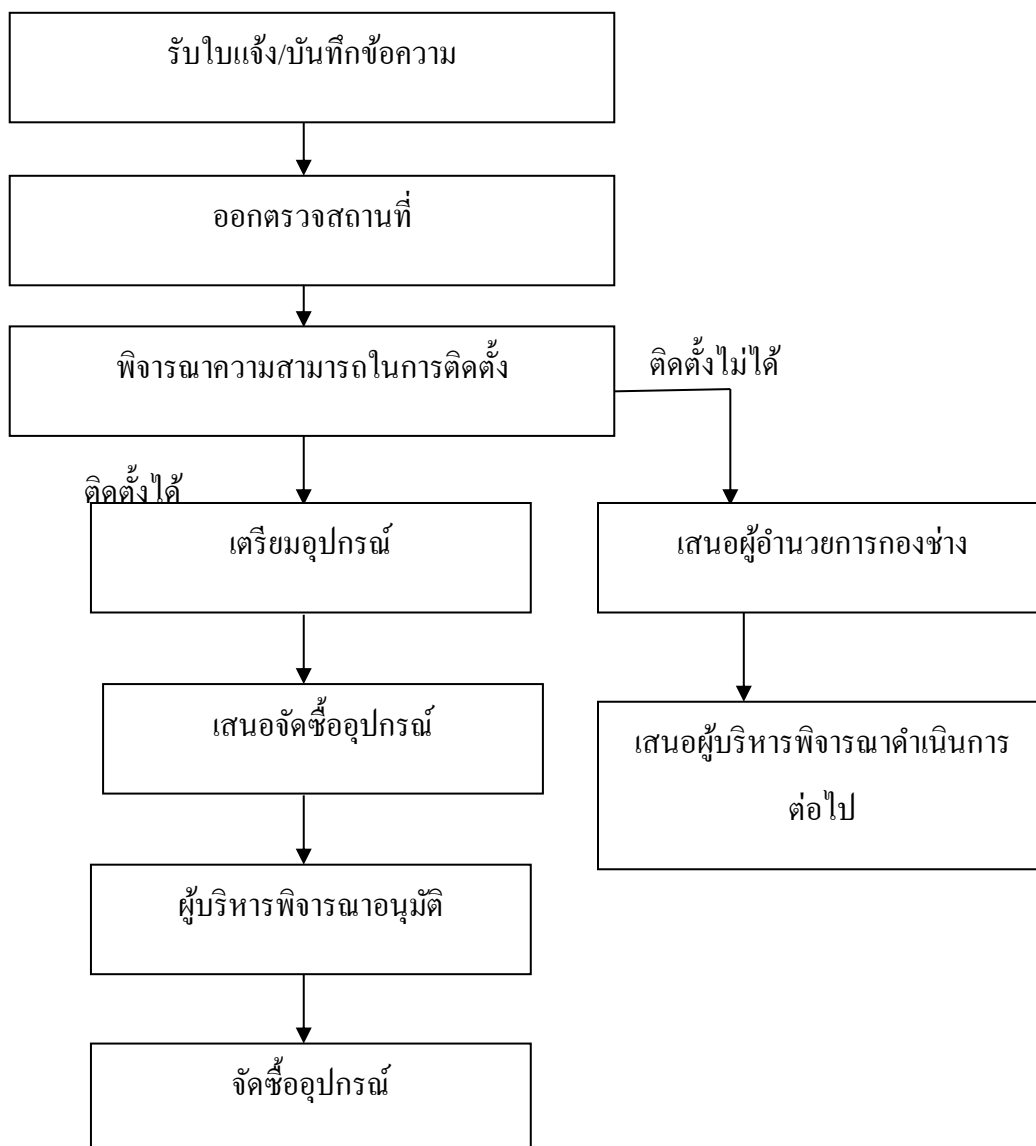 รับใบแจ้ง/บันทึกข้อความ
ออกตรวจสถานที่
พิจารณาความสามารถในการติดตั้ง
ติดตั้งไม่ได้
ติดตั้งได้
เตรียมอุปกรณ์
เสนอผู้อำนวยการกองช่าง
เสนอจัดซื้ออุปกรณ์
เสนอผู้บริหารพิจารณาดำเนินการ
ต่อไป
ผู้บริหารพิจารณาอนุมัติ
จัดซื้ออุปกรณ์